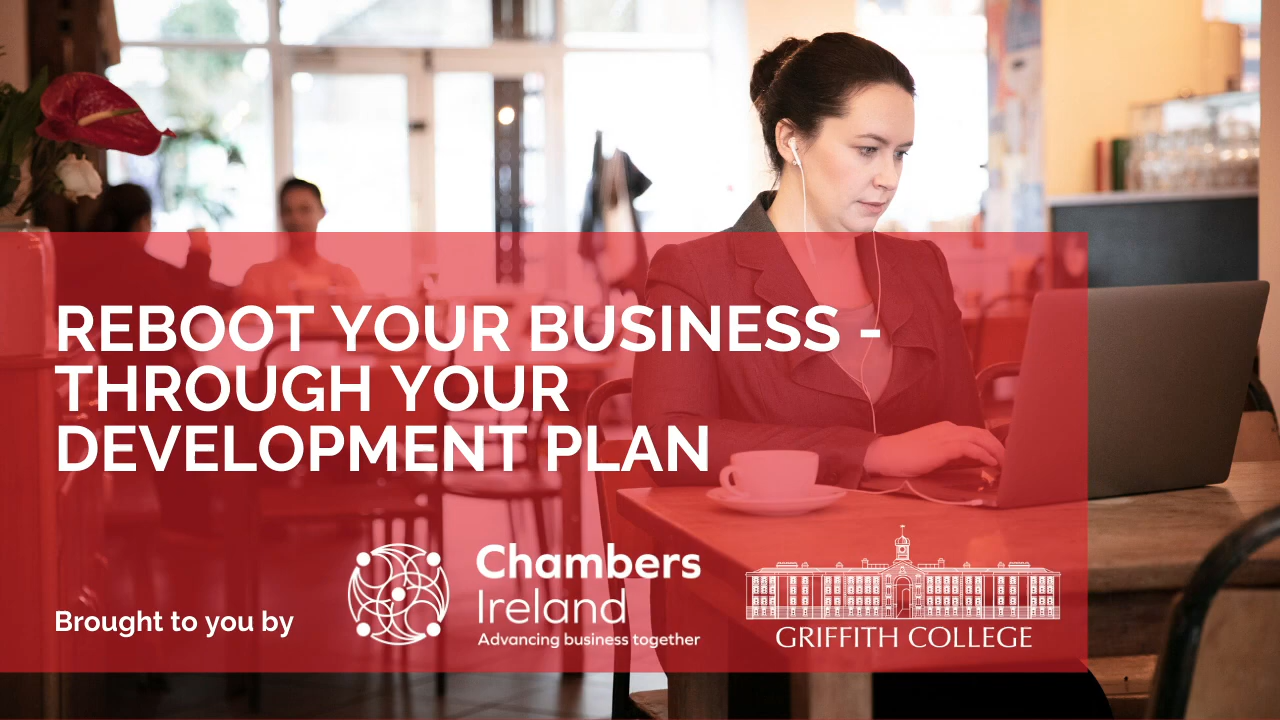 REBOOT YOUR BUSINESS -
THROUGH YOUR
DEVELOPMENT PLAN
Brought to you by
Chambers
Ireland
Advancing business together
GRIFFITH COLLEGE